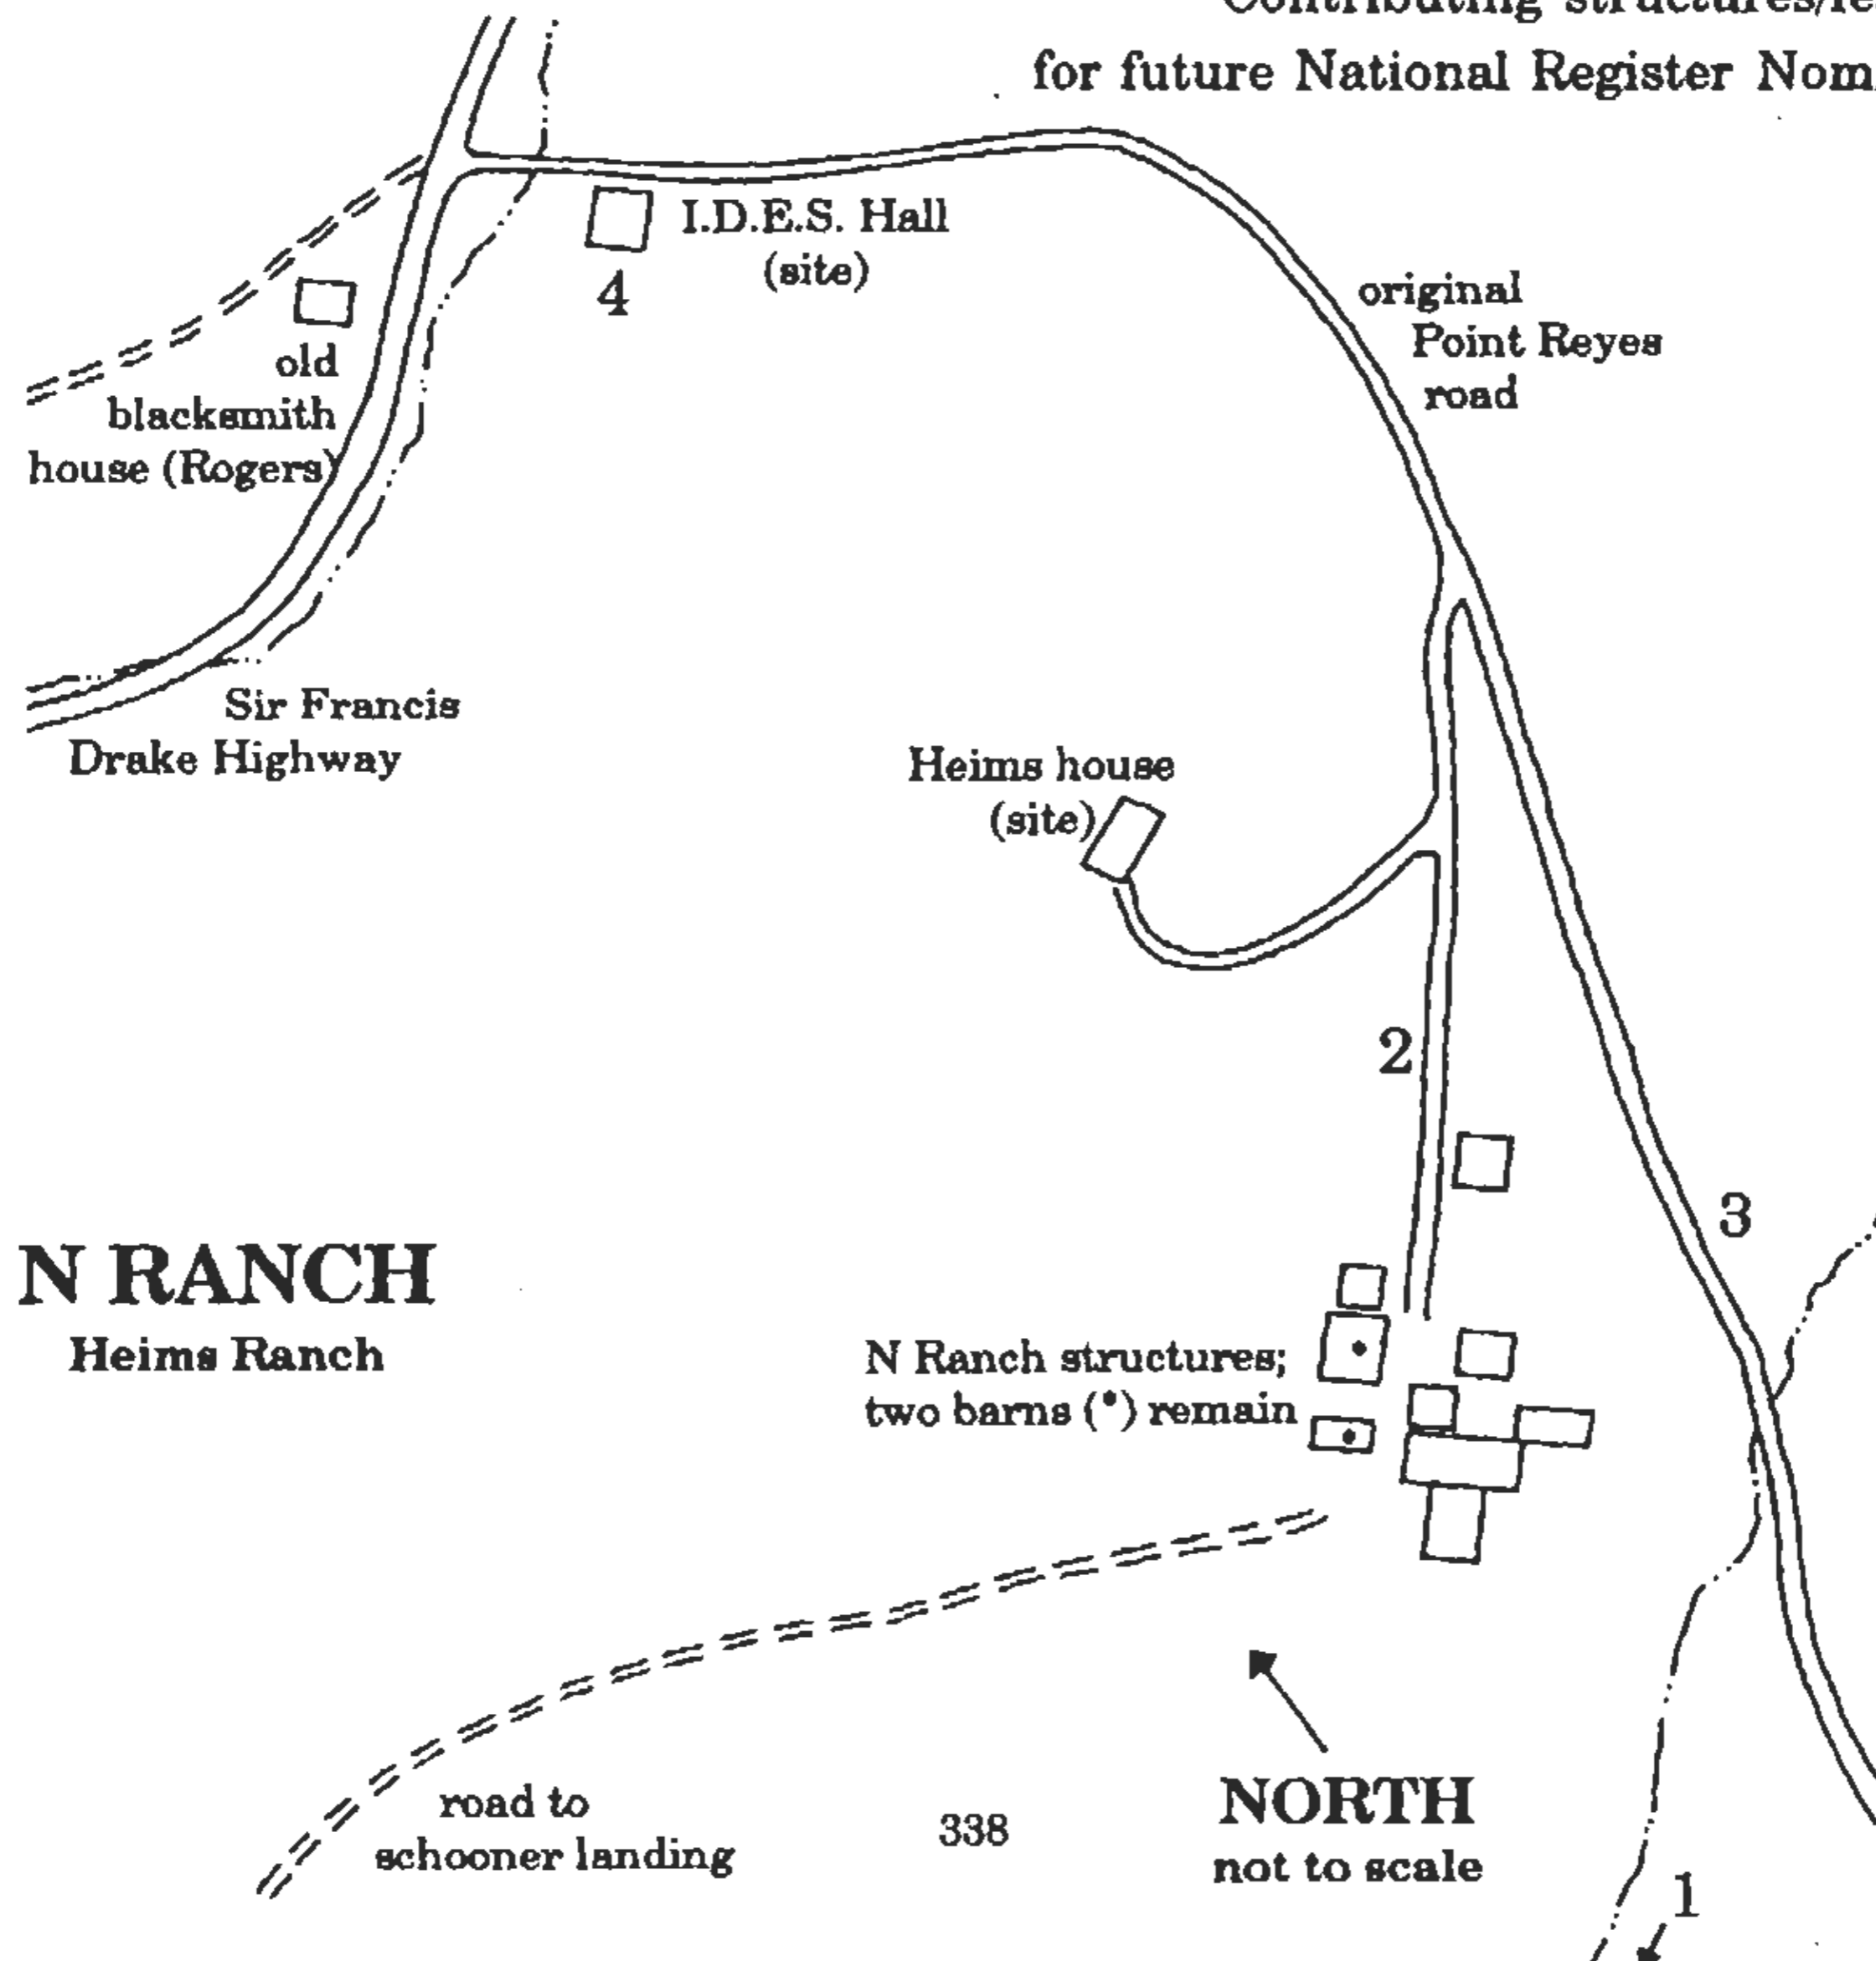 for future National Register
I.D.E.S. Hall
(site)
4
original
Point Reyes
road
old
blacksmith
house (Rogers)
Sir Francis
Drake Highway
Heims house
(site)
2
3
N RANCH
Heims Ranch
N Ranch structures;
two barns (*) remain
road to
schooner landing
338
NORTH
not to scale
1